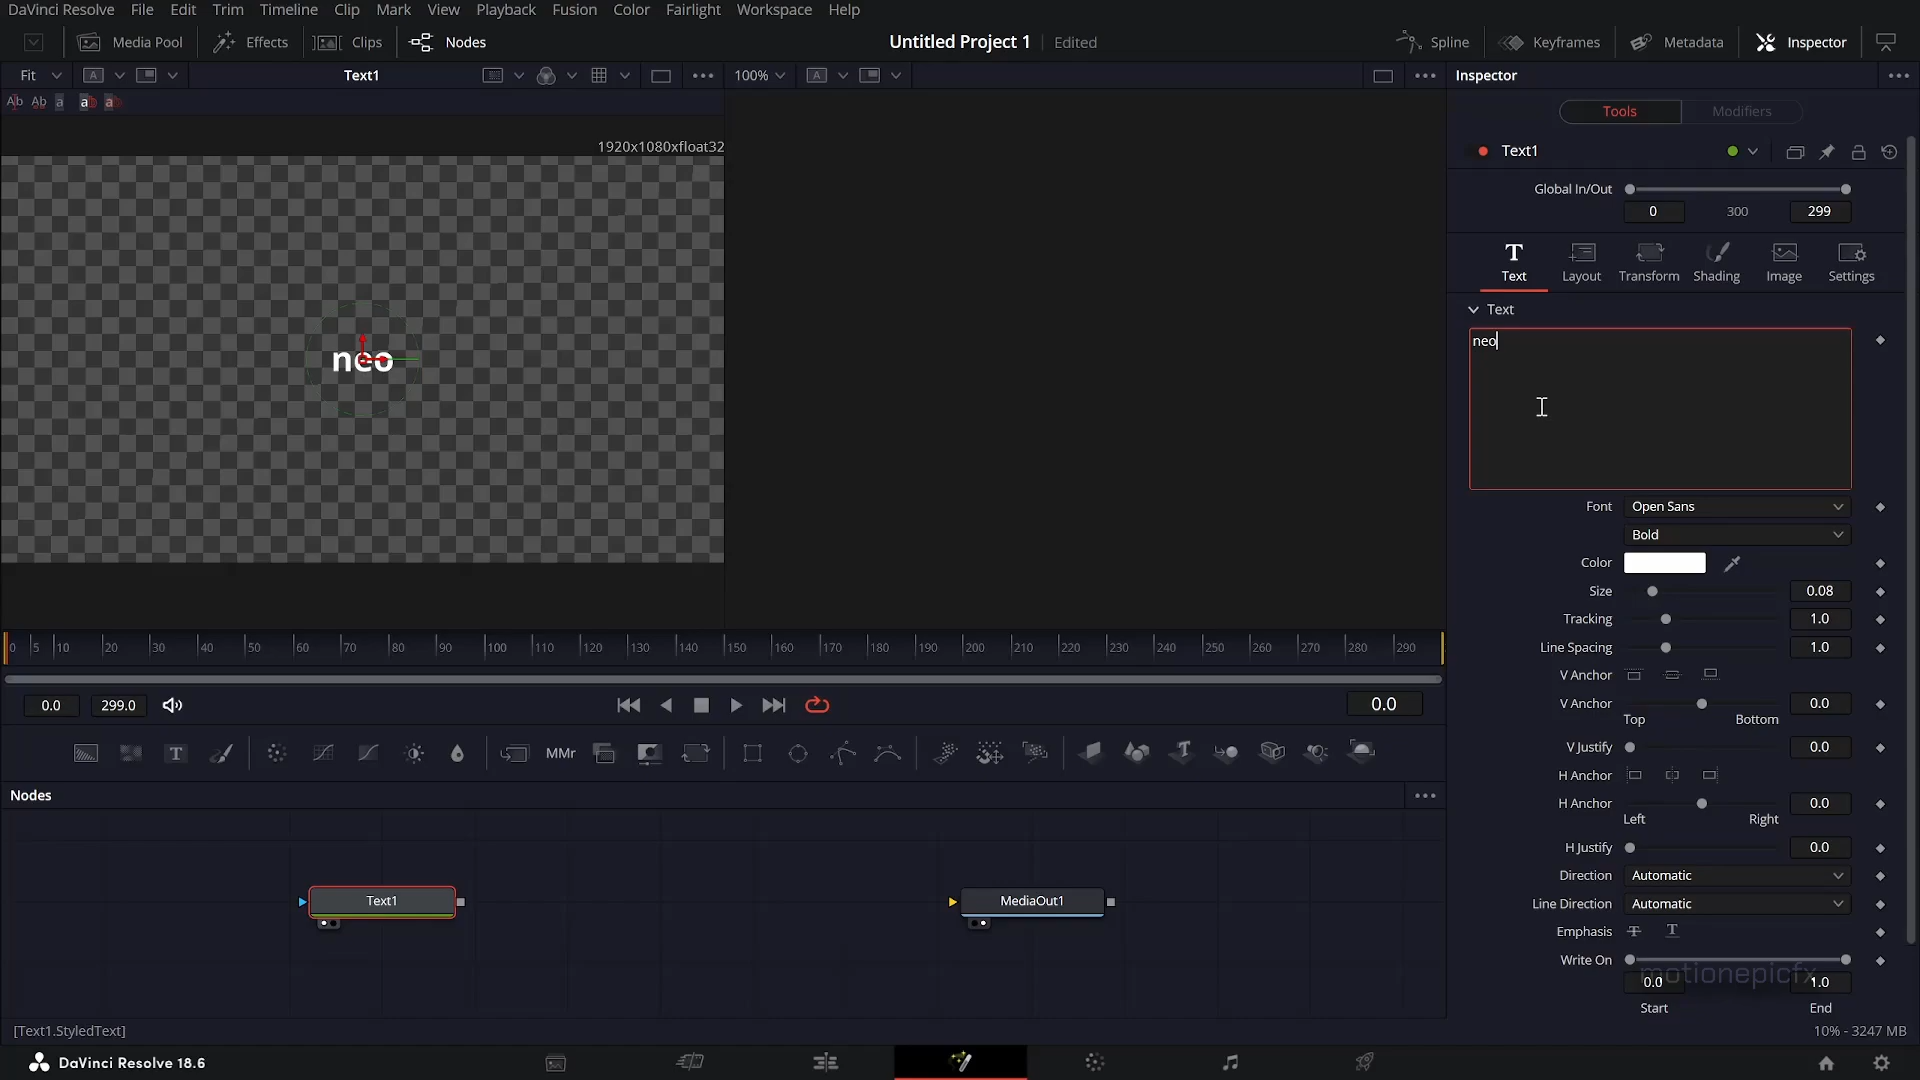 DaVinci Resolve File Edit Trim Timeline Clip Mark View Playback Fusion Color Fairlight Workspace Help
Media Pool Effects Clips Nodes Untitled Project 1 Edited Spline Keyframes Metadata Inspector
Fit A Text1 100% A Inspector
Ab Ab a ab a
Tools Modifiers
1920x1080xfloat32
Text1
Global In/Out
0 300 299
T
Text Layout Transform Shading Image Settings
Text
neo
neo
Font Open Sans
Bold
Color
Size 0.08
Tracking 1.0
Line Spacing 1.0
V Anchor
V Anchor 0.0
Top Bottom
V Justify 0.0
H Anchor
H Anchor 0.0
Left Right
H Justify 0.0
Direction Automatic
Line Direction Automatic
Emphasis T T
Write On
0.0 1.0
Start End
motionepicfx
0 5 10 20 30 40 50 60 70 80 90 100 110 120 130 140 150 160 170 180 190 200 210 220 230 240 250 260 270 280 290
0.0 299.0 0.0
T MMr T
Nodes
Text1 MediaOut1
[Text1.StyledText] 10% - 3247 MB
DaVinci Resolve 18.6